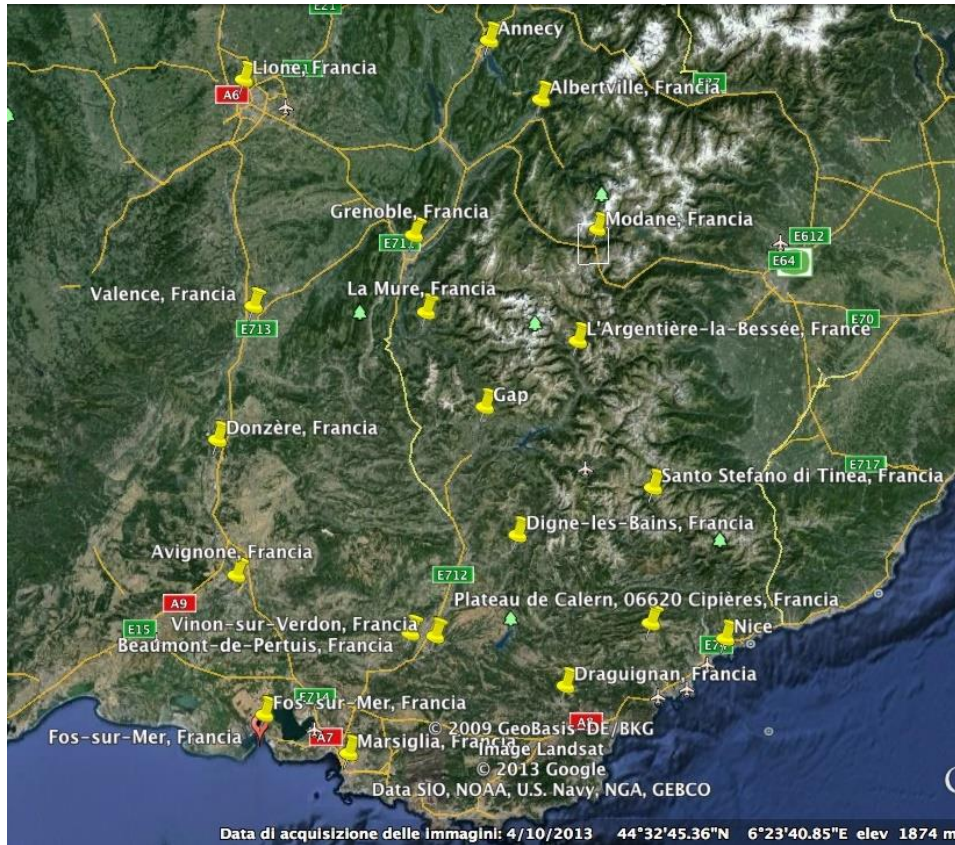 E21
Annecy
Lione, Francia
A6
Albertville, Francia
E27
Grenoble, Francia
Modane, Francia
E711
E612
E64
Valence, Francia
La Mure, Francia
E713
E70
L'Argentière-la-Bessée, France
Gap
Donzère, Francia
E717
Santo Stefano di Tinea, Francia
Digne-les-Bains, Francia
Avignone, Francia
E712
A9
Plateau de Calern, 06620 Cipières, Francia
E15
Vinon-sur-Verdon, Francia
Nice
Beaumont-de-Pertuis, Francia
Draguignan, Francia
E714
Fos-sur-Mer, Francia
A8
Fos-sur-Mer, Francia
A7
Marsiglia, Francia
© 2009 GeoBasis-DE/BKG
Image Landsat
© 2013 Google
Data SIO, NOAA, U.S. Navy, NGA, GEBCO
Data di acquisizione delle immagini: 4/10/2013 44°32'45.36"N 6°23'40.85"E elev 1874 m